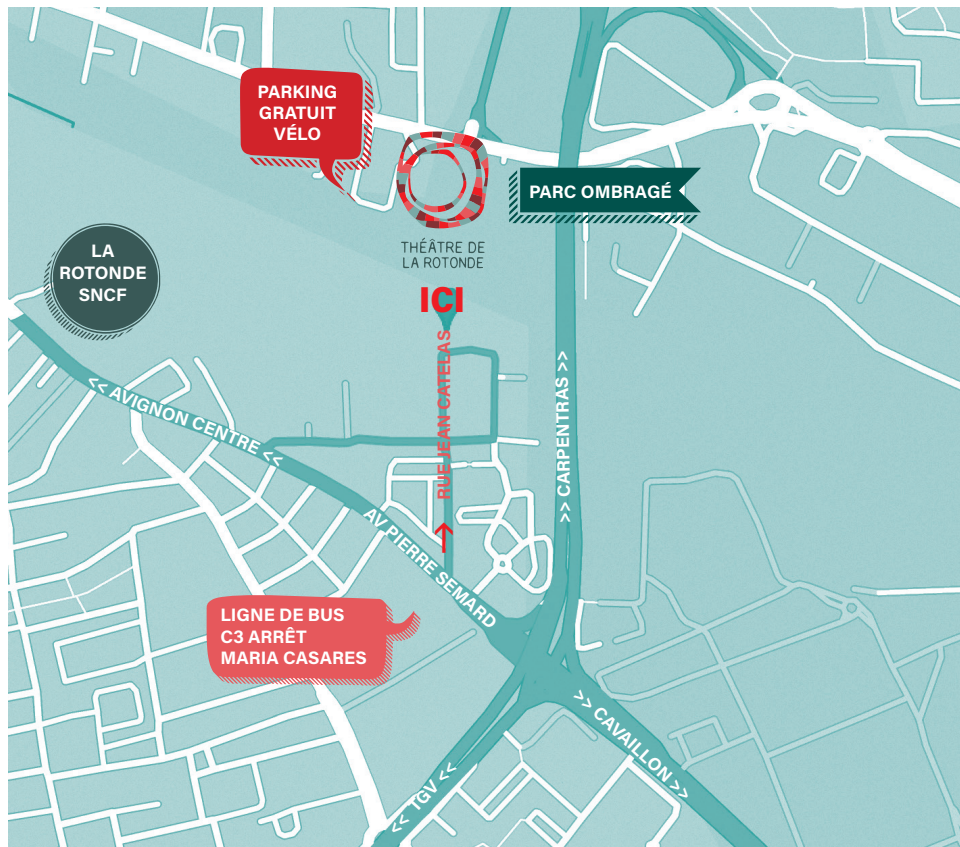 PARKING
GRATUIT
VÉLO
PARC OMBRAGÉ
THÉÂTRE DE
LA ROTONDE
LA
ROTONDE
SNCF
ICI
RUE JEAN CATELAS
<< AVIGNON CENTRE <<
>> CARPENTRAS >>
AV PIERRE SEMARD
LIGNE DE BUS
C3 ARRÊT
MARIA CASARES
>> CAVAILLON >>
<< TGV <<